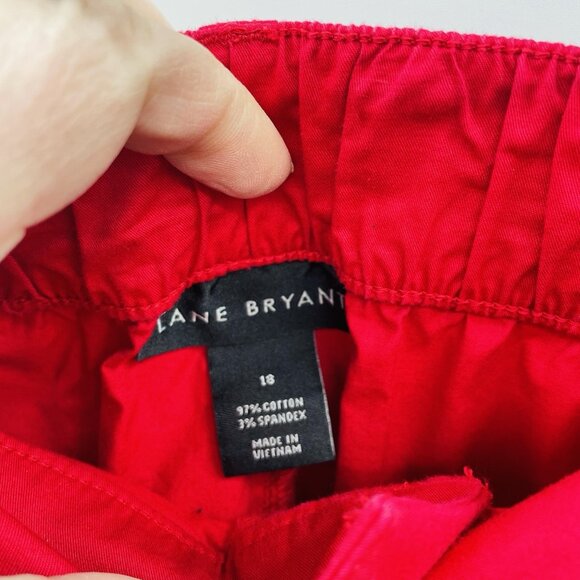 LANE BRYANT
18
97% COTTON
3% SPANDEX
MADE IN
VIETNAM